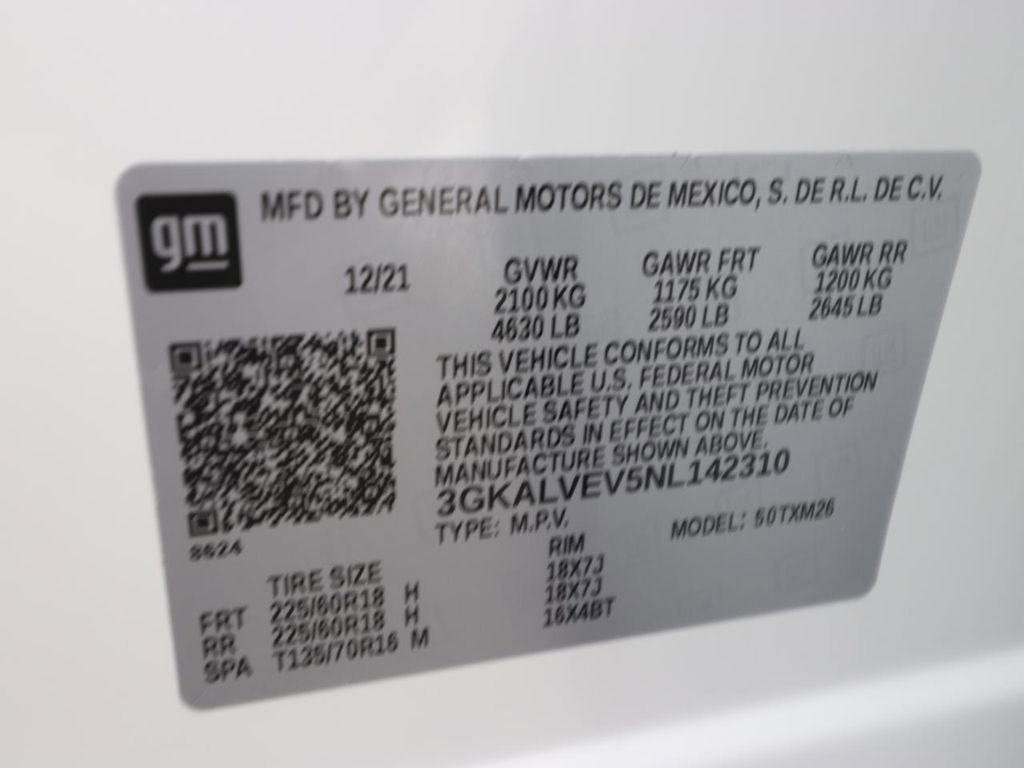 gm
MFD BY GENERAL MOTORS DE MEXICO, S. DE R.L. DE C.V.
12/21 GVWR GAWR FRT GAWR RR
2100 KG 1175 KG 1200 KG
4630 LB 2590 LB 2645 LB
THIS VEHICLE CONFORMS TO ALL
APPLICABLE U.S. FEDERAL MOTOR
VEHICLE SAFETY AND THEFT PREVENTION
STANDARDS IN EFFECT ON THE DATE OF
MANUFACTURE SHOWN ABOVE.
3GKALVEV5NL142310
TYPE: M.P.V. MODEL: 50TXM26
8624
TIRE SIZE RIM
FRT 225/60R18 H 18X7J
RR 225/60R18 H 18X7J
SPA T135/70R16 M 16X4BT